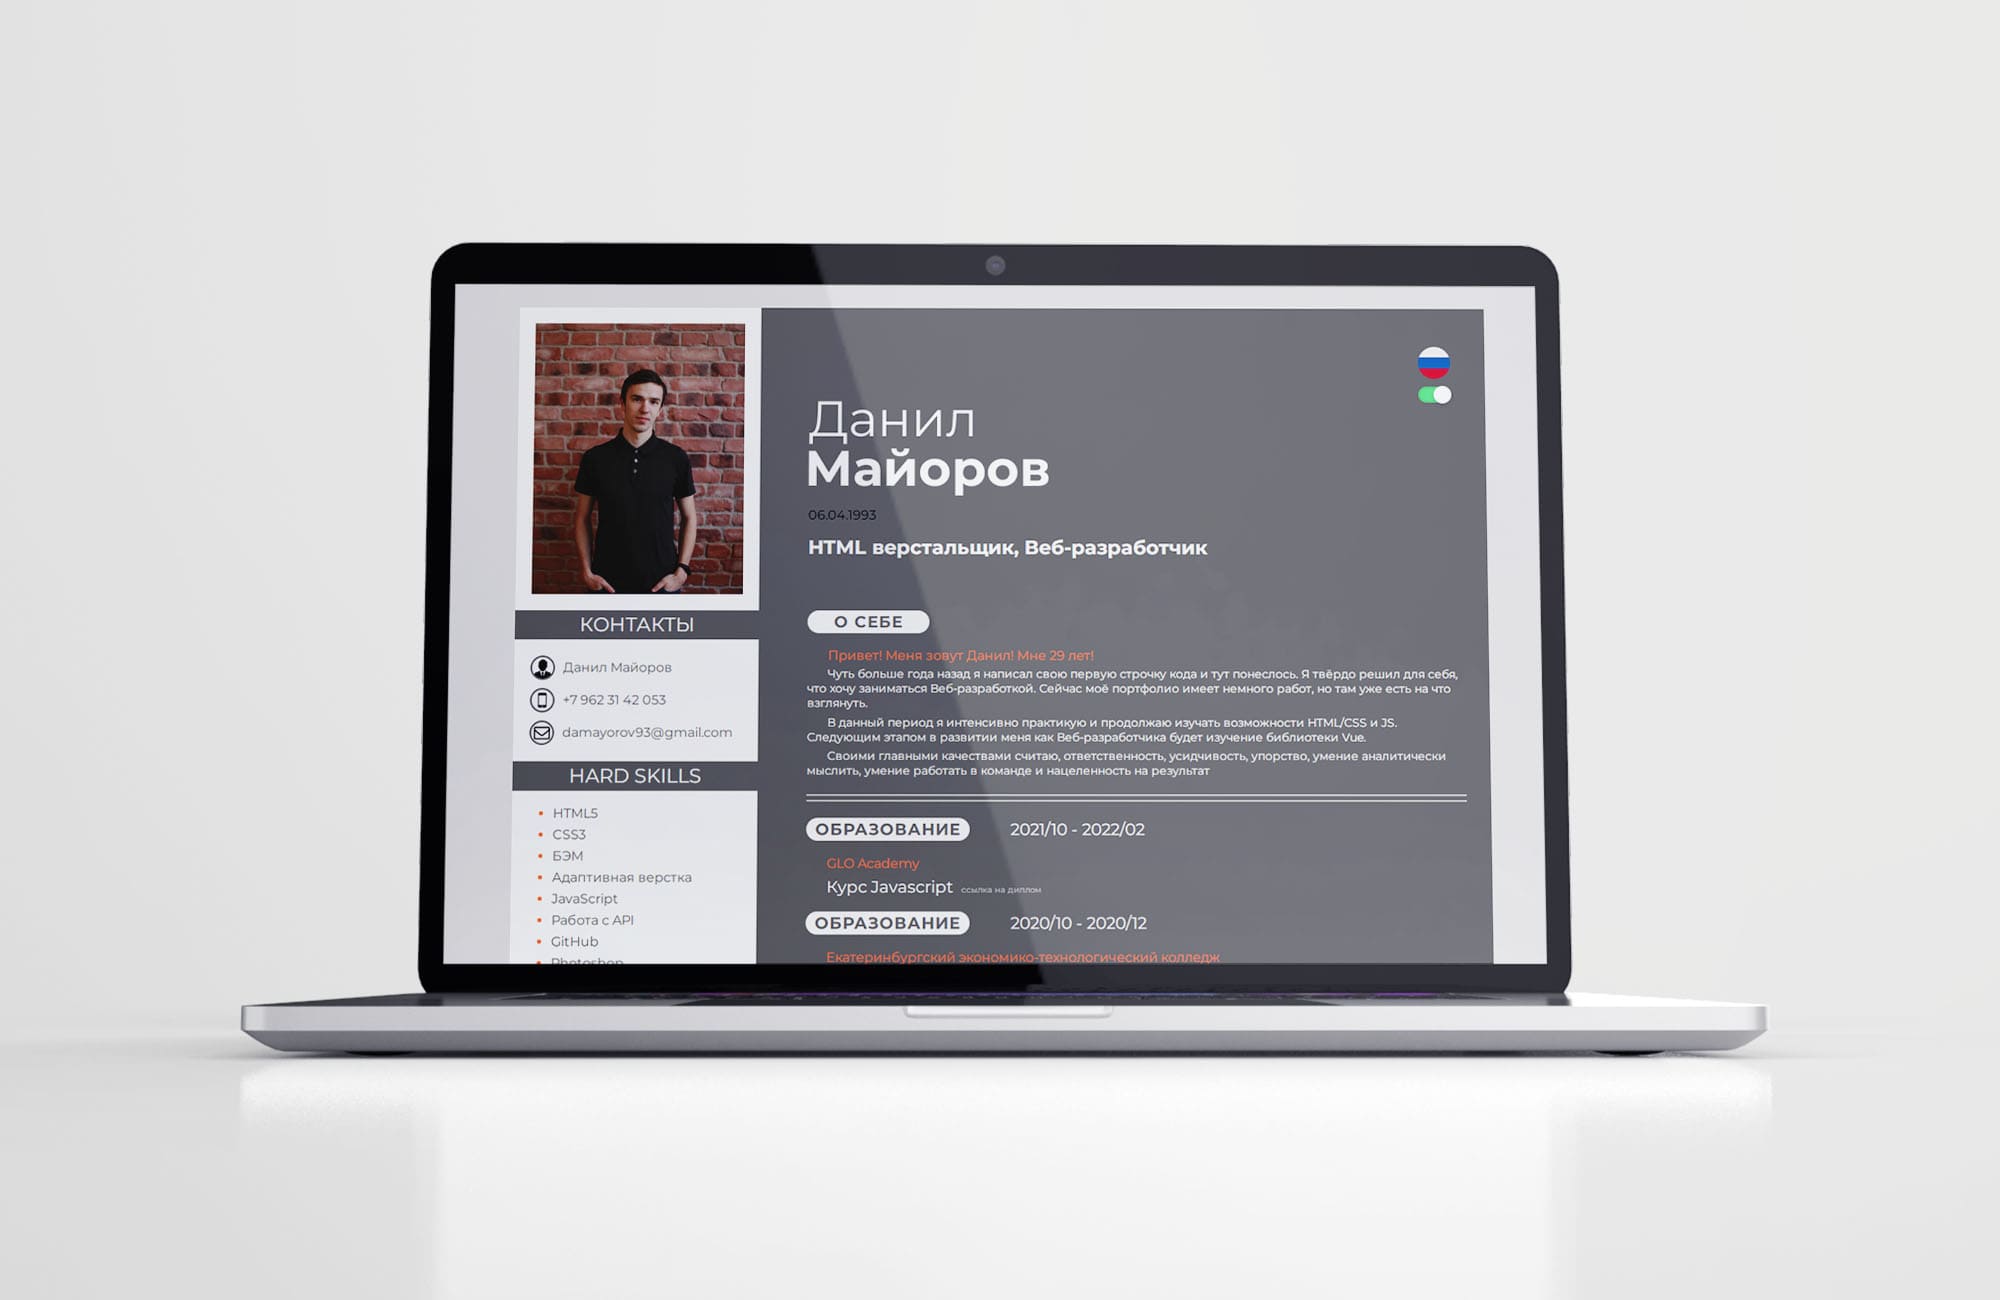 Данил
Майоров
06.04.1993
HTML верстальщик, Веб-разработчик
КОНТАКТЫ
Данил Майоров
+7 962 31 42 053
damayorov93@gmail.com
HARD SKILLS
HTML5
CSS3
БЭМ
Адаптивная верстка
JavaScript
Работа с API
GitHub
Photoshop
О СЕБЕ
Привет! Меня зовут Данил! Мне 29 лет!
Чуть больше года назад я написал свою первую строчку кода и тут понеслось. Я твёрдо решил для себя,
что хочу заниматься Веб-разработкой. Сейчас моё портфолио имеет немного работ, но там уже есть на что
взглянуть.
В данный период я интенсивно практикую и продолжаю изучать возможности HTML/CSS и JS.
Следующим этапом в развитии меня как Веб-разработчика будет изучение библиотеки Vue.
Своими главными качествами считаю, ответственность, усидчивость, упорство, умение аналитически
мыслить, умение работать в команде и нацеленность на результат
ОБРАЗОВАНИЕ 2021/10 - 2022/02
GLO Academy
Курс Javascript ссылка на диплом
ОБРАЗОВАНИЕ 2020/10 - 2020/12
Екатеринбургский экономико-технологический колледж